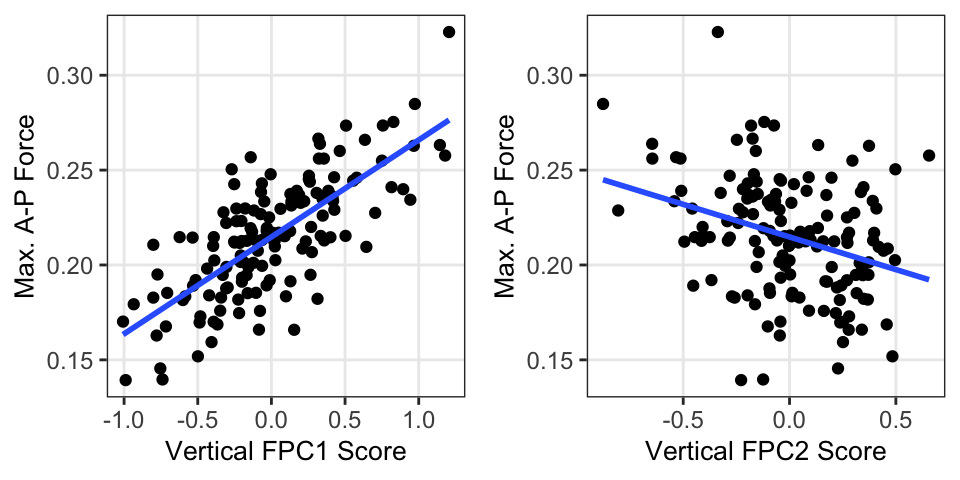 Max. A-P Force
0.30
0.25
0.20
0.15
-1.0 -0.5 0.0 0.5 1.0
Vertical FPC1 Score
Max. A-P Force
0.30
0.25
0.20
0.15
-0.5 0.0 0.5
Vertical FPC2 Score